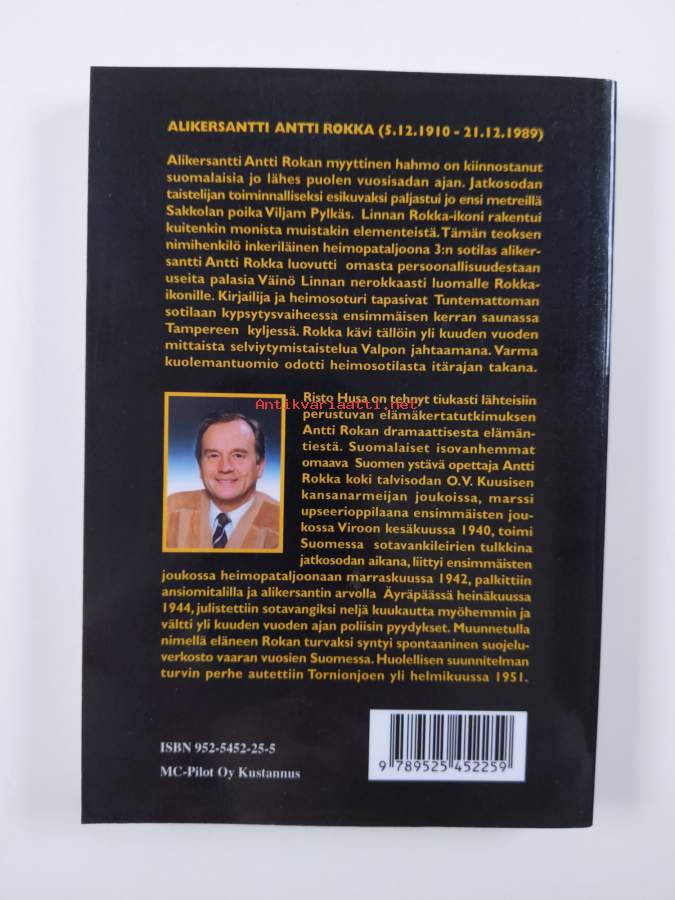 ALIKERSANTTI ANTTI ROKKA (5.12.1910 - 21.12.1989)
Alikersantti Antti Rokan myyttinen hahmo on kiinnostanut
suomalaisia jo lähes puolen vuosisadan ajan. Jatkosodan
taistelijan toiminnalliseksi esikuvaksi paljastui jo ensi metreillä
Sakkolan poika Viljam Pylkäs. Linnan Rokka-ikoni rakentui
kuitenkin monista muistakin elementeistä. Tämän teoksen
nimihenkilö inkeriläinen heimopataljoona 3:n sotilas aliker-
santti Antti Rokka luovutti omasta persoonallisuudestaan
useita palasia Väinö Linnan nerokkaasti luomalle Rokka-
ikonille. Kirjailija ja heimosoturi tapasivat Tuntemattoman
sotilaan kypsytysvaiheessa ensimmäisen kerran saunassa
Tampereen kyljessä. Rokka kävi tällöin yli kuuden vuoden
mittaista selviytymistaistelua Valpon jahtaamana. Varma
kuolemantuomio odotti heimosotilasta itärajan takana.
Risto Husa on tehnyt tiukasti lähteisiin
Antikvariaatti.net
perustuvan elämäkertatutkimuksen
Antti Rokan dramaattisesta elämän-
tiestä. Suomalaiset isovanhemmat
omaava Suomen ystävä opettaja Antti
Rokka koki talvisodan O.V. Kuusisen
kansanarmeijan joukoissa, marssi
upseerioppilaana ensimmäisten jou-
kossa Viroon kesäkuussa 1940, toimi
Suomessa sotavankileirien tulkkina
jatkosodan aikana, liittyi ensimmäisten
joukossa heimopataljoonaan marraskuussa 1942, palkittiin
ansiomitalilla ja alikersantin arvolla Äyräpäässä heinäkuussa
1944, julistettiin sotavangiksi neljä kuukautta myöhemmin ja
vältti yli kuuden vuoden ajan poliisin pyydykset. Muunnetulla
nimellä eläneen Rokan turvaksi syntyi spontaaninen suojelu-
verkosto vaaran vuosien Suomessa. Huolellisen suunnitelman
turvin perhe autettiin Tornionjoen yli helmikuussa 1951.
ISBN 952-5452-25-5
MC-Pilot Oy Kustannus
9 789525 452259